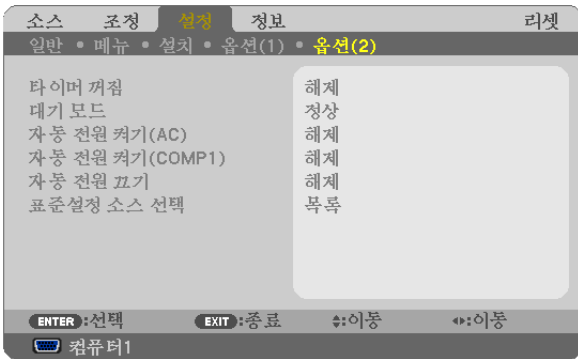 소스 조정 설정 정보 리셋
일반 • 메뉴 • 설치 • 옵션(1) • 옵션(2)
타이머 꺼짐 해제
대기 모드 정상
자동 전원 켜기(AC) 해제
자동 전원 켜기(COMP1) 해제
자동 전원 끄기 해제
표준설정 소스 선택 목록
ENTER :선택 EXIT :종료 :이동 :이동
컴퓨터1